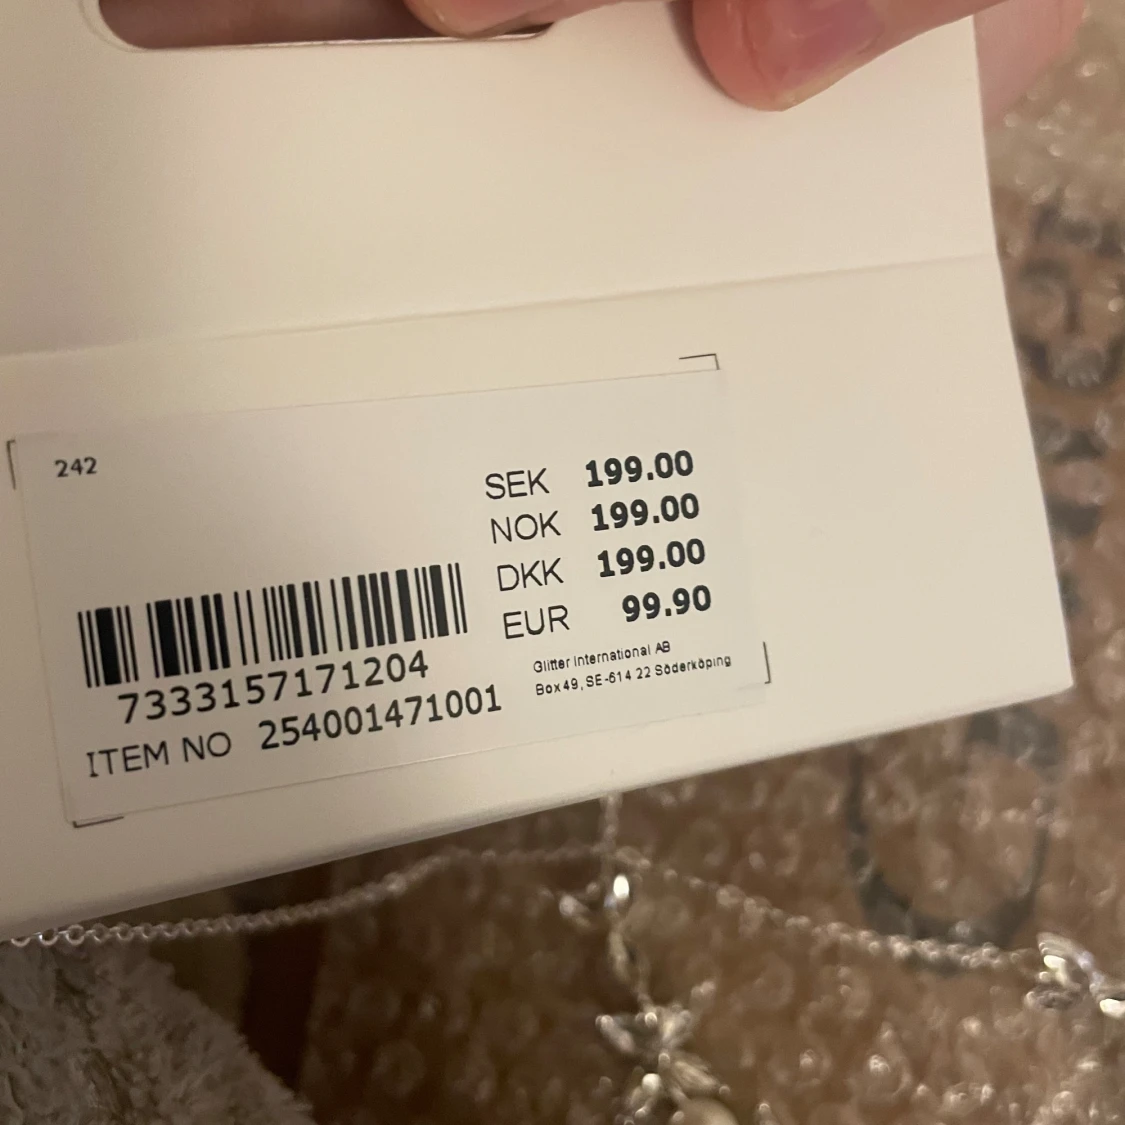 242
SEK 199.00
NOK 199.00
DKK 199.00
EUR 99.90
7333157171204
ITEM NO 254001471001
Glitter International AB
Box 49, SE-614 22 Söderköping